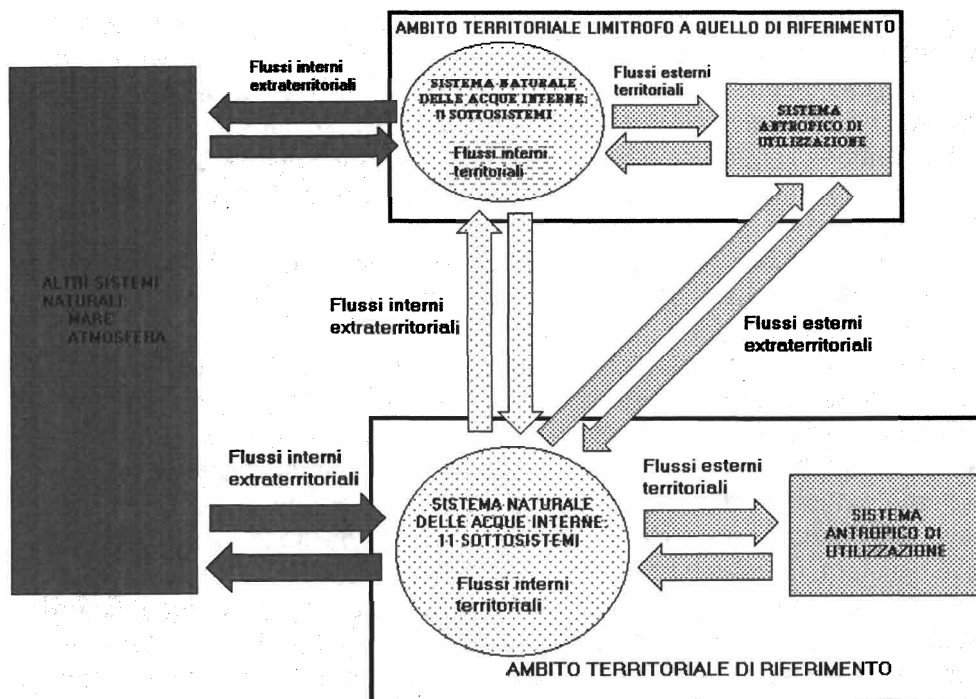 AMBITO TERRITORIALE LIMITROFO A QUELLO DI RIFERIMENTO
Flussi interni
extraterritoriali
SISTEMA NATURALE
DELLE ACQUE INTERNE:
11 SOTTOSISTEMI
Flussi interni
territoriali
Flussi esterni
territoriali
SISTEMA
ANTROPICO DI
UTILIZZAZIONE
ALTRI SISTEMI
NATURALI:
MARE
ATMOSFERA
Flussi interni
extraterritoriali
Flussi esterni
extraterritoriali
Flussi interni
extraterritoriali
SISTEMA NATURALE
DELLE ACQUE INTERNE:
11 SOTTOSISTEMI
Flussi interni
territoriali
Flussi esterni
territoriali
SISTEMA
ANTROPICO DI
UTILIZZAZIONE
AMBITO TERRITORIALE DI RIFERIMENTO